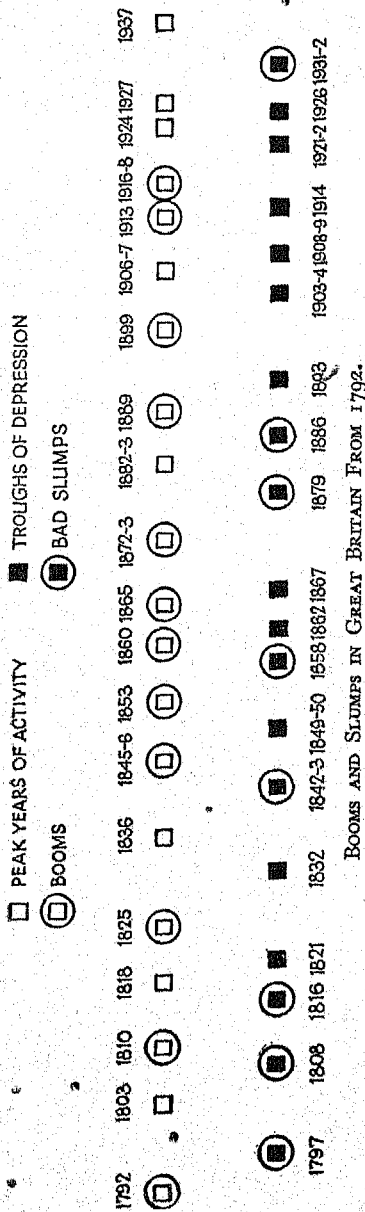 PEAK YEARS OF ACTIVITY
TROUGHS OF DEPRESSION
BOOMS
BAD SLUMPS
1792 1803 1810 1818 1825 1836 1845-6 1853 1860 1865 1872-3 1882-3 1889 1899 1906-7 1913 1916-8 1924 1927 1937
1797 1808 1816 1821 1832 1842-3 1849-50 1858 1862 1867 1879 1886 1893 1903-4 1908-9 1914 1921-2 1926 1931-2
BOOMS AND SLUMPS IN GREAT BRITAIN FROM 1792.